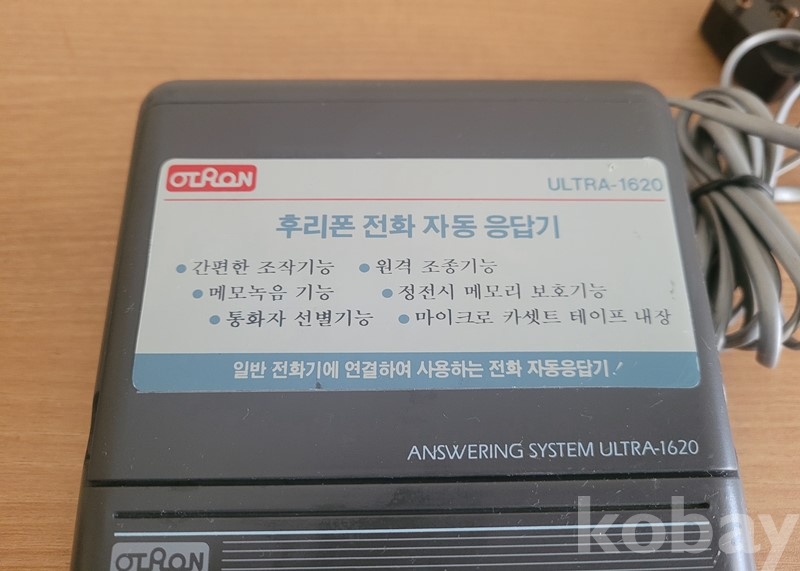 OTRON ULTRA-1620
후리폰 전화 자동 응답기
● 간편한 조작기능 ● 원격 조종기능
● 메모녹음 기능 ● 정전시 메모리 보호기능
● 통화자 선별기능 ● 마이크로 카셋트 테이프 내장
일반 전화기에 연결하여 사용하는 전화 자동응답기!
ANSWERING SYSTEM ULTRA-1620
OTRON
kobay